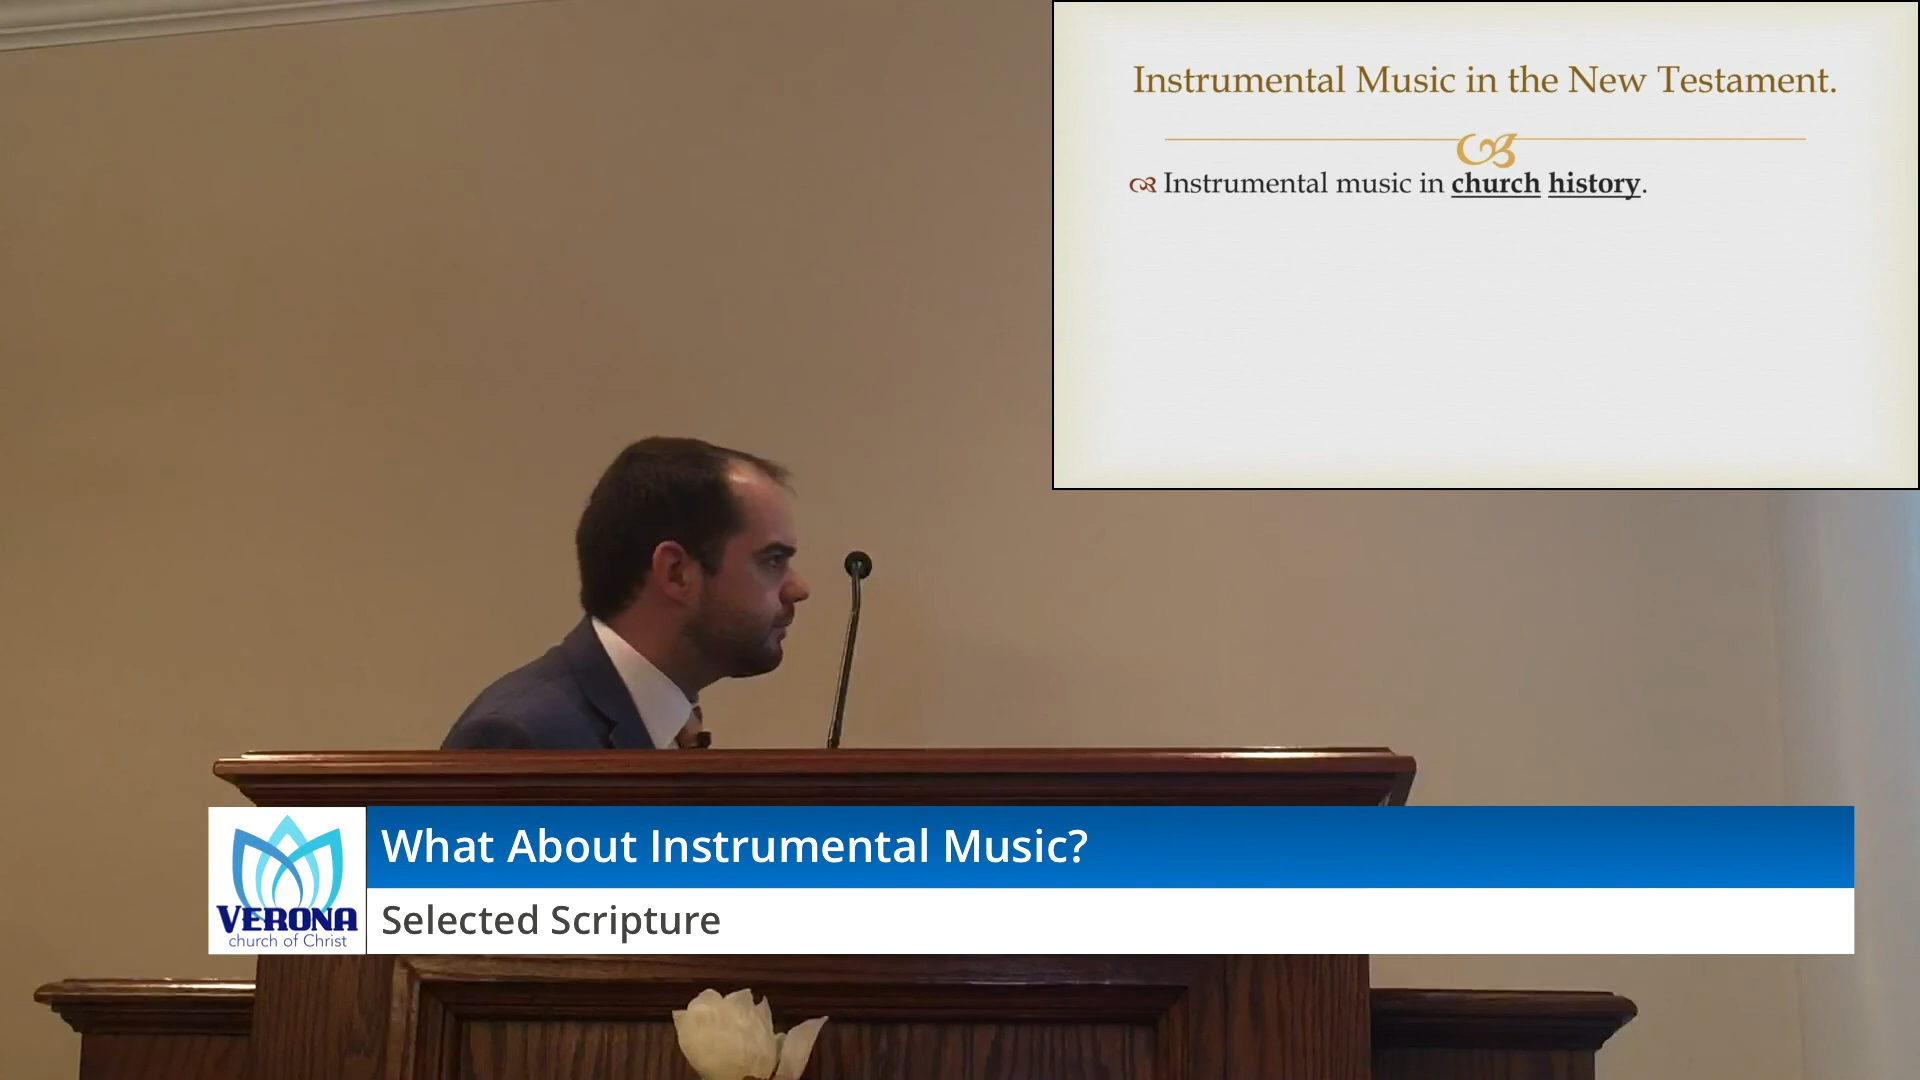 Instrumental Music in the New Testament.
Instrumental music in church history.
What About Instrumental Music?
VERONA
church of Christ
Selected Scripture